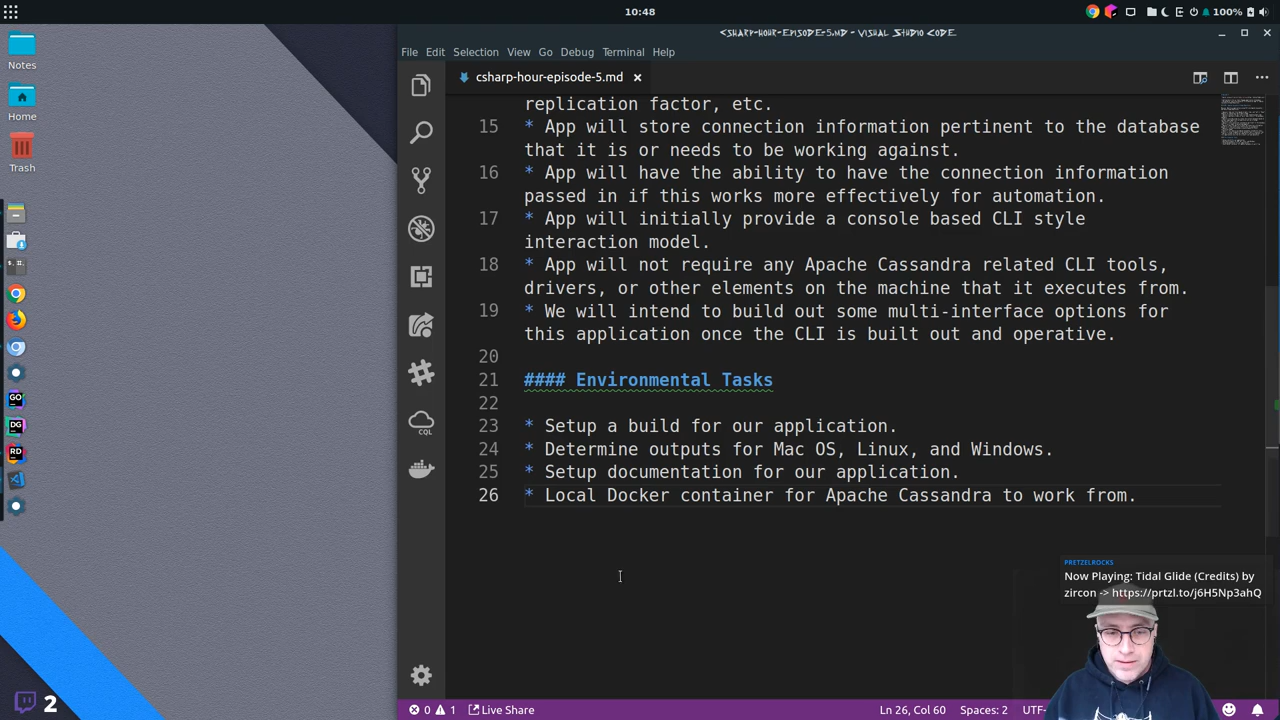 10:48
100%
Notes
Home
Trash
<SHARP-HOUR-EPISODE-5.MD - VISUAL STUDIO CODE
File Edit Selection View Go Debug Terminal Help
csharp-hour-episode-5.md
replication factor, etc.
15 * App will store connection information pertinent to the database
that it is or needs to be working against.
16 * App will have the ability to have the connection information
passed in if this works more effectively for automation.
17 * App will initially provide a console based CLI style
interaction model.
18 * App will not require any Apache Cassandra related CLI tools,
drivers, or other elements on the machine that it executes from.
19 * We will intend to build out some multi-interface options for
this application once the CLI is built out and operative.
20
21 #### Environmental Tasks
22
23 * Setup a build for our application.
24 * Determine outputs for Mac OS, Linux, and Windows.
25 * Setup documentation for our application.
26 * Local Docker container for Apache Cassandra to work from.
CQL
GO
DG
RD
PRETZELROCKS
Now Playing: Tidal Glide (Credits) by
zircon -> https://prtzl.to/j6H5Np3ahQ
2
0 1 Live Share Ln 26, Col 60 Spaces: 2 UTF-